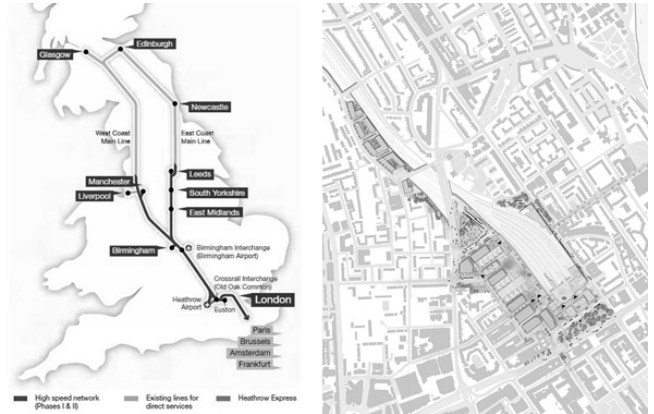 Glasgow
Edinburgh
Newcastle
West Coast
Main Line
East Coast
Main Line
Leeds
Manchester
South Yorkshire
Liverpool
East Midlands
Birmingham
Birmingham Interchange
(Birmingham Airport)
Crossrail Interchange
(Old Oak Common)
London
Heathrow
Airport
Euston
Paris
Brussels
Amsterdam
Frankfurt
High speed network
(Phases I & II)
Existing lines for
direct services
Heathrow Express